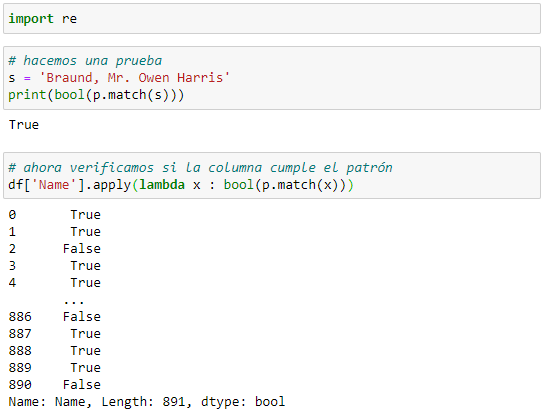 import re
# hacemos una prueba
s = 'Braund, Mr. Owen Harris'
print(bool(p.match(s)))
True
# ahora verificamos si la columna cumple el patrón
df['Name'].apply(lambda x : bool(p.match(x)))
0       True
1       True
2      False
3       True
4       True
       ...
886    False
887     True
888     True
889     True
890    False
Name: Name, Length: 891, dtype: bool